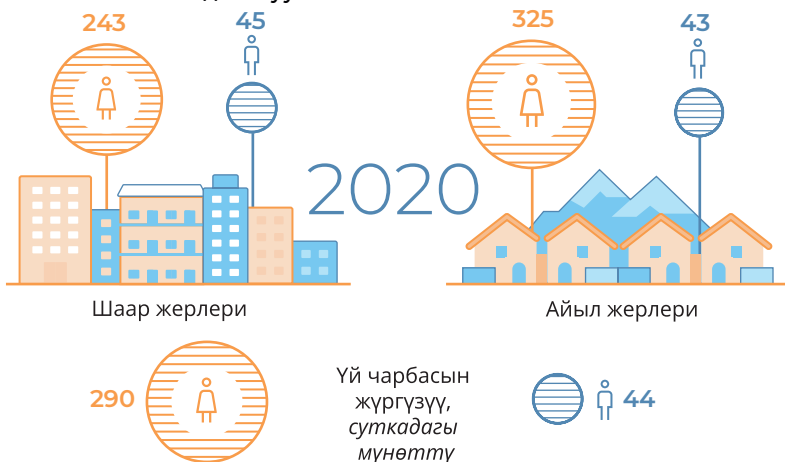 243
45
325
43
2020
Шаар жерлери
Айыл жерлери
290
Үй чарбасын
жүргүзүү,
суткадагы
мүнөттү
44